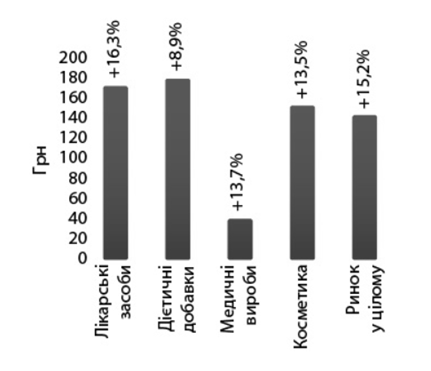 +16,3%
+8,9%
+13,7%
+13,5%
+15,2%
Грн
200
180
160
140
120
100
80
60
40
20
0
Лікарські
засоби
Дієтичні
добавки
Медичні
вироби
Косметика
Ринок
у цілому